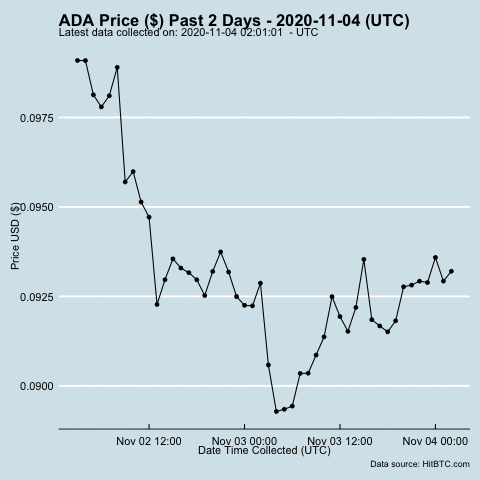 ADA Price ($) Past 2 Days - 2020-11-04 (UTC)
Latest data collected on: 2020-11-04 02:01:01 - UTC
0.0975
0.0950
0.0925
0.0900
Price USD ($)
Nov 02 12:00 Nov 03 00:00 Nov 03 12:00 Nov 04 00:00
Date Time Collected (UTC)
Data source: HitBTC.com